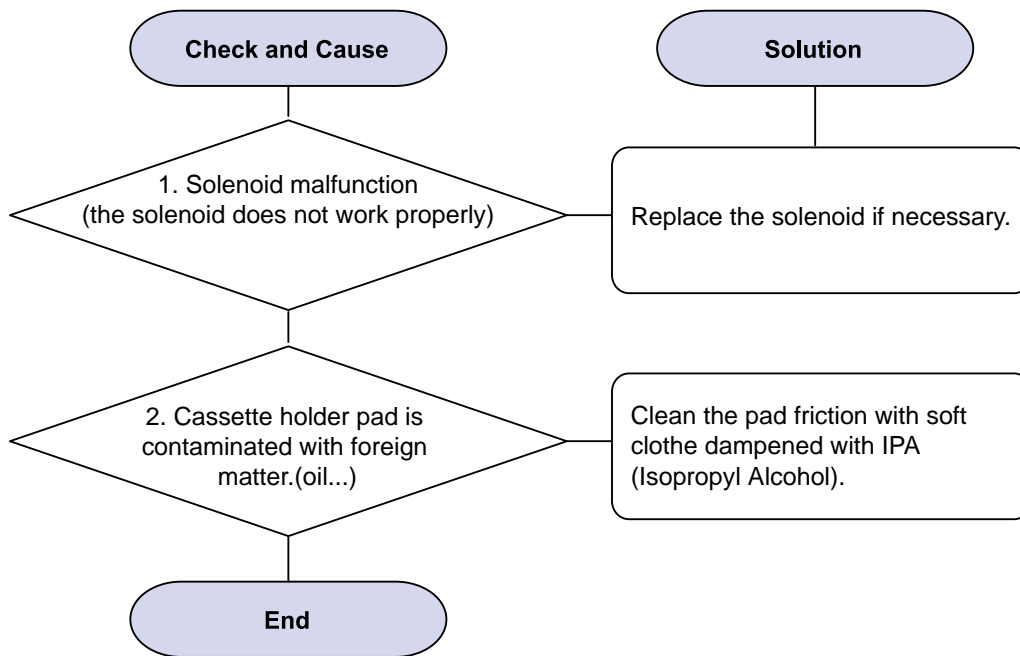 Check and Cause
Solution
1. Solenoid malfunction
(the solenoid does not work properly)
Replace the solenoid if necessary.
2. Cassette holder pad is
contaminated with foreign
matter.(oil...)
Clean the pad friction with soft
clothe dampened with IPA
(Isopropyl Alcohol).
End